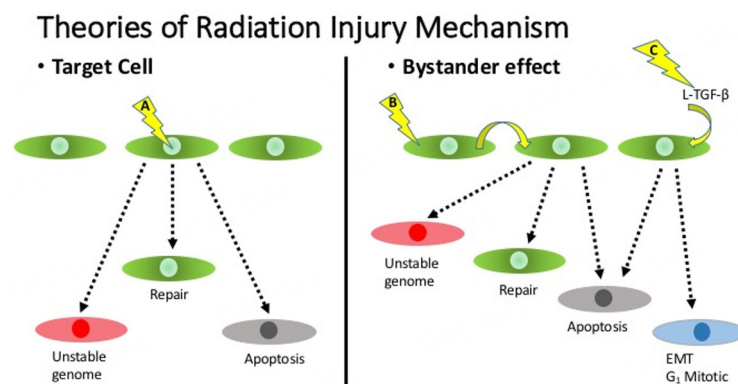 Theories of Radiation Injury Mechanism
• Target Cell
A
Repair
Unstable
genome
Apoptosis
• Bystander effect
B
C
L-TGF-β
Unstable
genome
Repair
Apoptosis
EMT
G₁ Mitotic